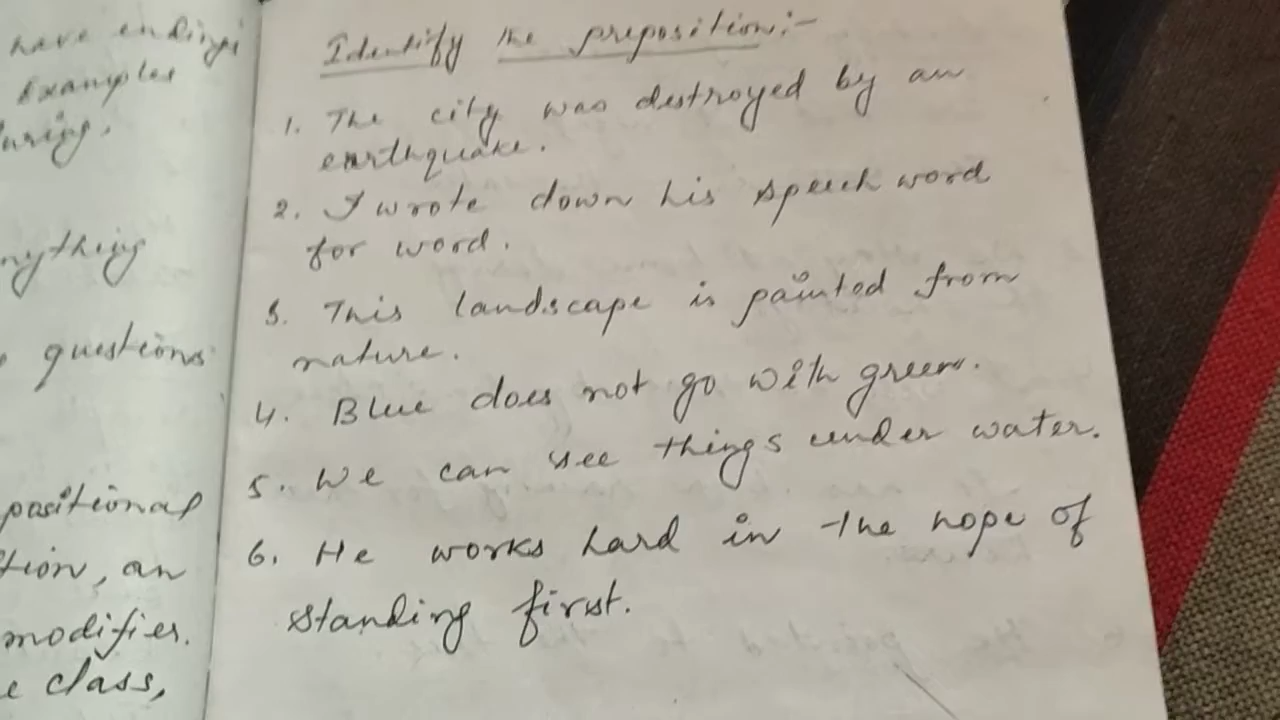 have endings
Examples
during.
nything
questions
positional
tion, an
modifier.
e class,
Identify the preposition:-
1. The city was destroyed by an
earthquake.
2. I wrote down his speech word
for word.
3. This landscape is painted from
nature.
4. Blue does not go with green.
5. We can see things under water.
6. He works hard in the hope of
standing first.